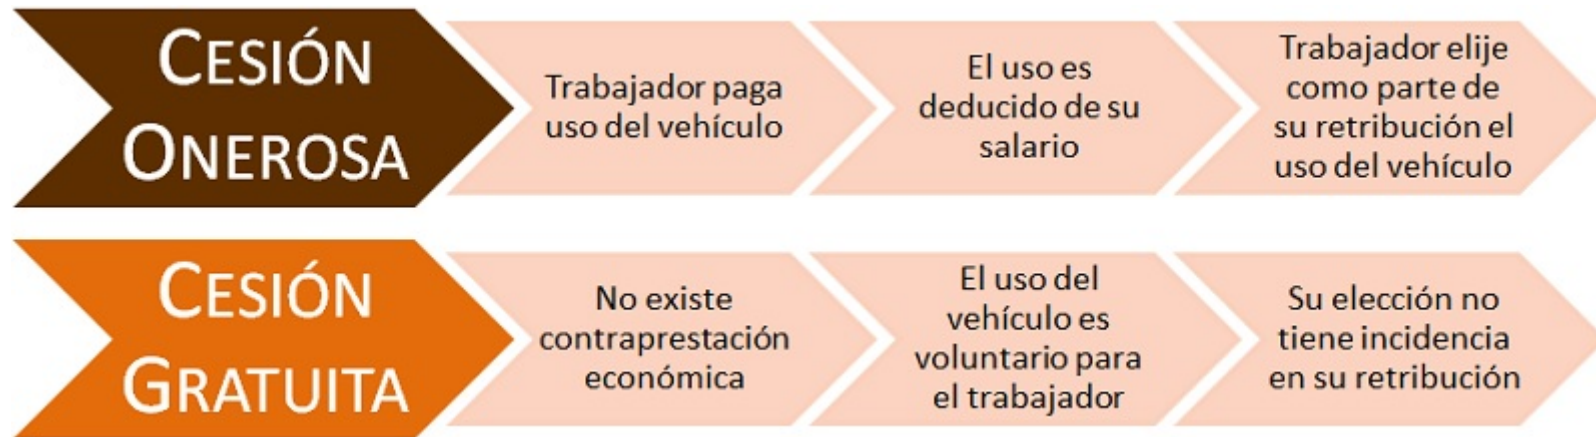 CESIÓN
ONEROSA
Trabajador paga
uso del vehículo
El uso es
deducido de su
salario
Trabajador elije
como parte de
su retribución el
uso del vehículo
CESIÓN
GRATUITA
No existe
contraprestación
económica
El uso del
vehículo es
voluntario para
el trabajador
Su elección no
tiene incidencia
en su retribución